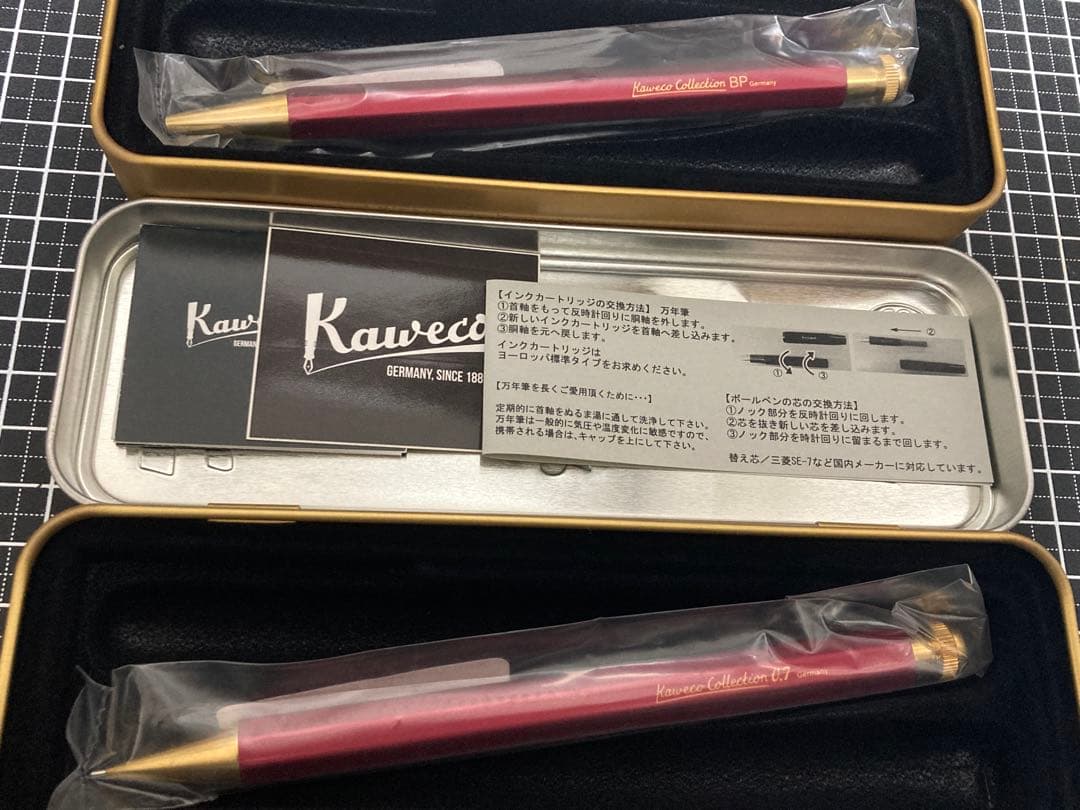 Kaweco Collection BP Germany
Kaweco
GERMANY, SINCE 188
【インクカートリッジの交換方法】 万年筆
①首軸をもって反時計回りに胴軸を外します。
②新しいインクカートリッジを首軸へ差し込みます。
③胴軸を元へ戻します。
インクカートリッジは
ヨーロッパ標準タイプをお求めください。
①
③
②
【万年筆を長くご愛用頂くために・・・】
定期的に首軸をぬるま湯に通して洗浄して下さい。
万年筆は一般的に気圧や温度変化に敏感ですので、
携帯される場合は、キャップを上にして下さい。
【ボールペンの芯の交換方法】
①ノック部分を反時計回りに回します。
②芯を抜き新しい芯を差し込みます。
③ノック部分を時計回りに留まるまで回します。
替え芯／三菱SE-7など国内メーカーに対応しています。
Kaweco Collection 0.7 Germany